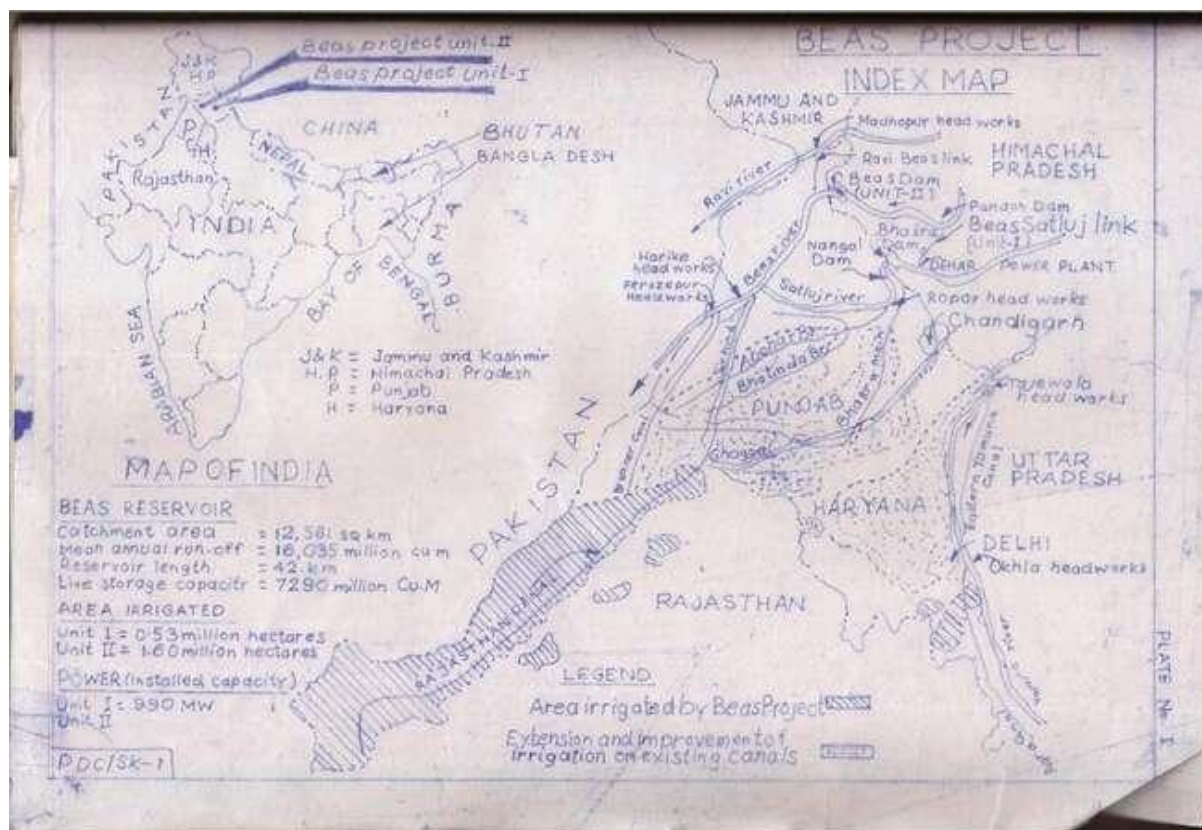 BEAS PROJECT
INDEX MAP
Beas project unit-II
Beas project unit-I
J&K
H.P
P
H
PAKISTAN
CHINA
NEPAL
BHUTAN
BANGLA DESH
Rajasthan
INDIA
BURMA
BAY OF BENGAL
ARABIAN SEA
J&K = Jammu and Kashmir
H.P = Himachal Pradesh
P = Punjab
H = Haryana
MAP OF INDIA
BEAS RESERVOIR
Catchment area = 12,561 sq km
Mean annual run-off = 16,035 million cu m
Reservoir length = 42 km
Live storage capacity = 7290 million Cu.M
AREA IRRIGATED
Unit I = 0.53 million hectares
Unit II = 1.60 million hectares
POWER (installed capacity)
Unit I = 990 MW
Unit II
PDC/SK-1
JAMMU AND
KASHMIR
Madhopur head works
Ravi Beas link
HIMACHAL
PRADESH
Ravi river
Beas Dam
(UNIT-II)
Pandoh Dam
Bhakra
Dam
Beas Satluj link
(Unit-I)
Nangal
Dam
DEHAR POWER PLANT
Harike
head works
Ferozepur
Headworks
Beas river
Satluj river
Ropar head works
Chandigarh
Abohar Br
Bhatinda Br
Bhakra main
PUNJAB
Tajewala
head works
Ghaggar
PAKISTAN
HARYANA
UTTAR
PRADESH
DELHI
Okhla headworks
RAJASTHAN
RAJASTHAN CANAL
LEGEND
Area irrigated by Beas Project
Extension and improvement of
irrigation on existing canals
PLATE No I